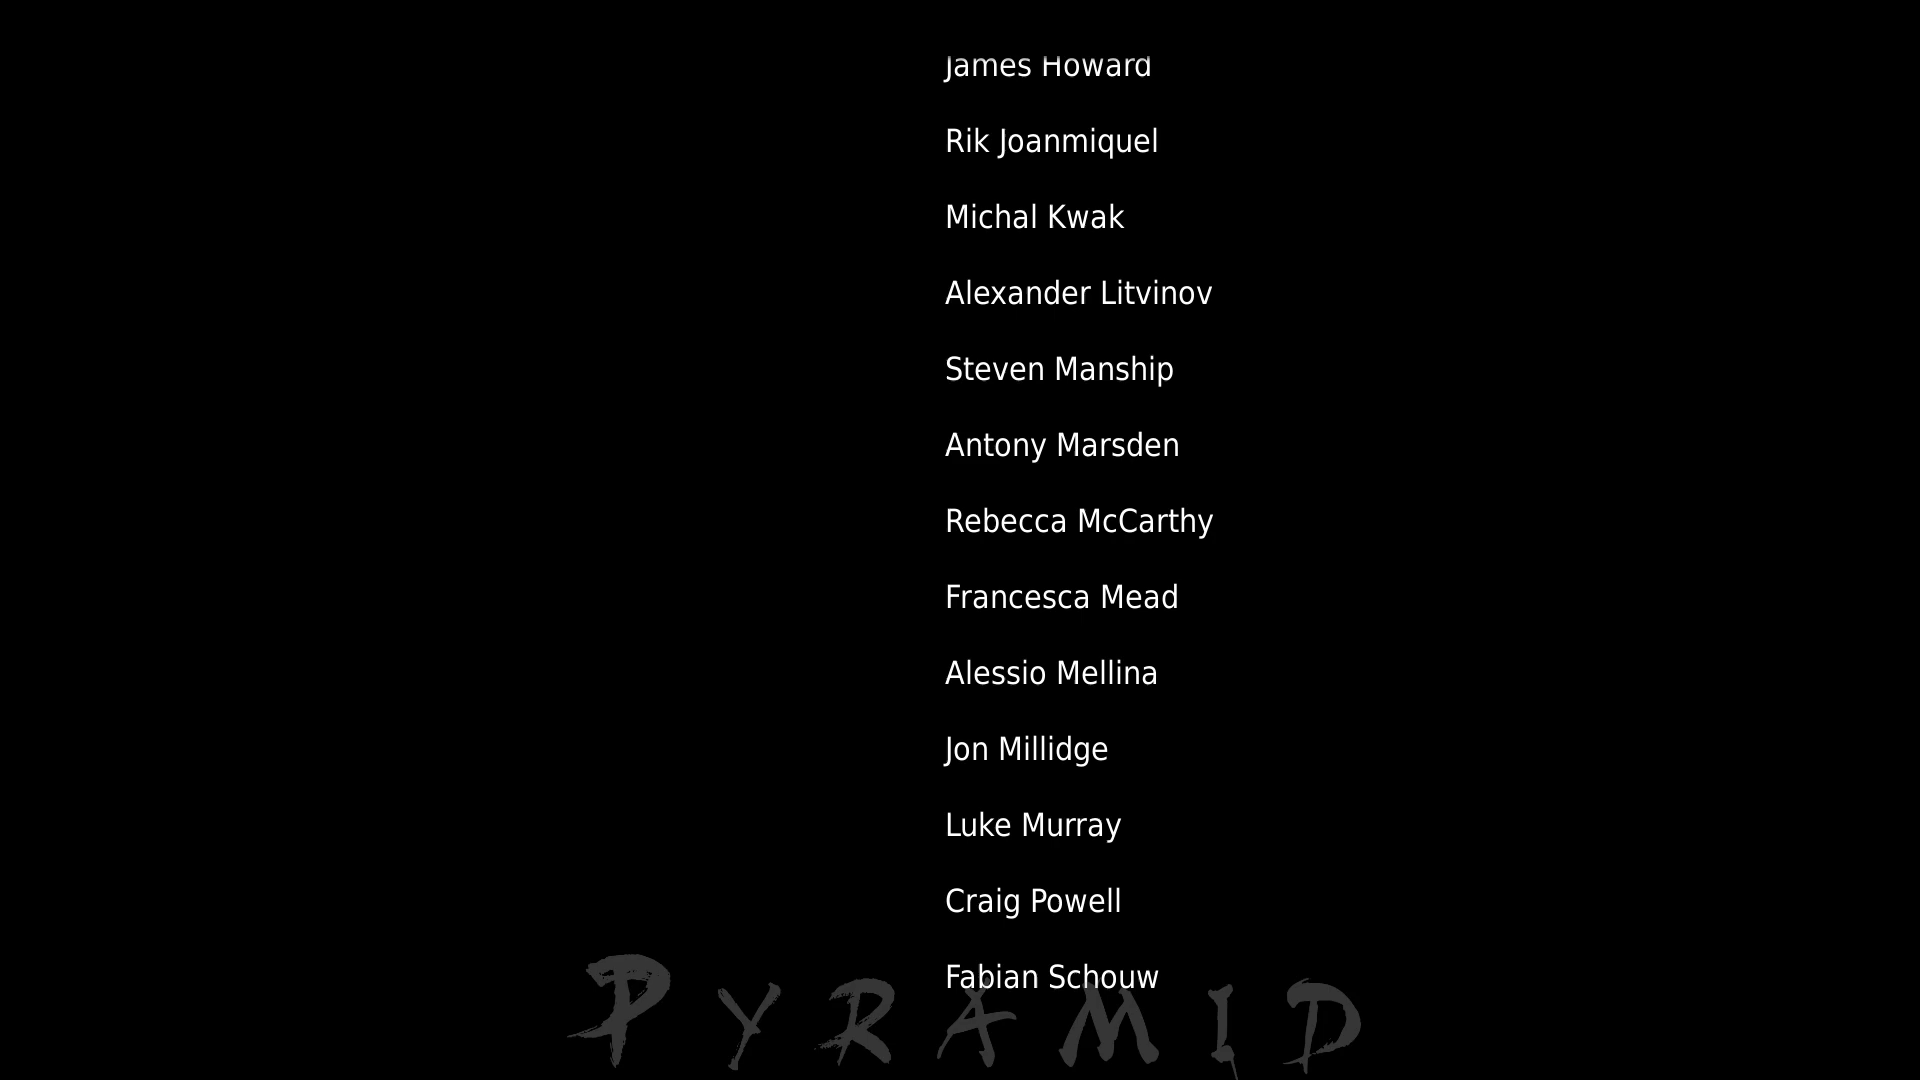 James Howard
Rik Joanmiquel
Michal Kwak
Alexander Litvinov
Steven Manship
Antony Marsden
Rebecca McCarthy
Francesca Mead
Alessio Mellina
Jon Millidge
Luke Murray
Craig Powell
Fabian Schouw
PYRAMID